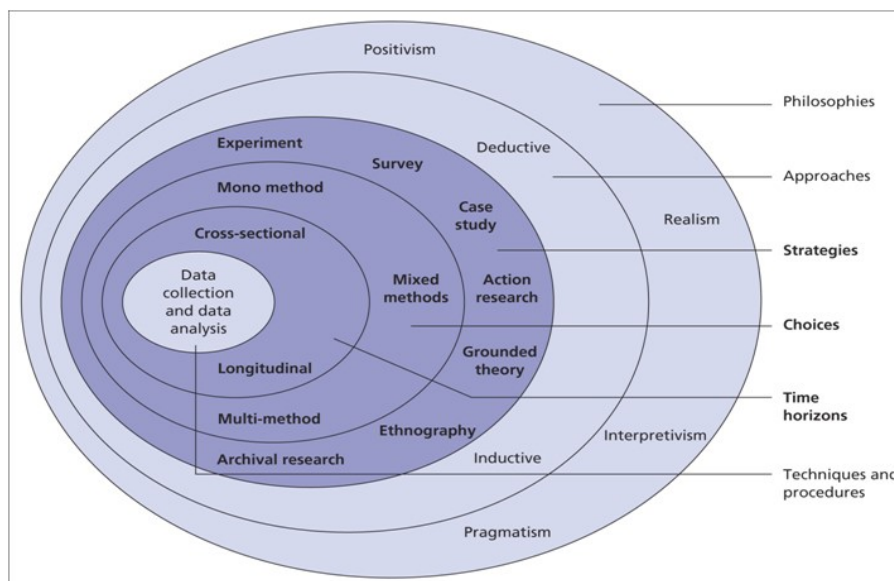 Positivism
Philosophies
Experiment
Deductive
Survey
Approaches
Mono method
Case
study
Realism
Cross-sectional
Strategies
Data
collection
and data
analysis
Mixed
methods
Action
research
Choices
Longitudinal
Grounded
theory
Time
horizons
Multi-method
Ethnography
Interpretivism
Archival research
Inductive
Techniques and
procedures
Pragmatism